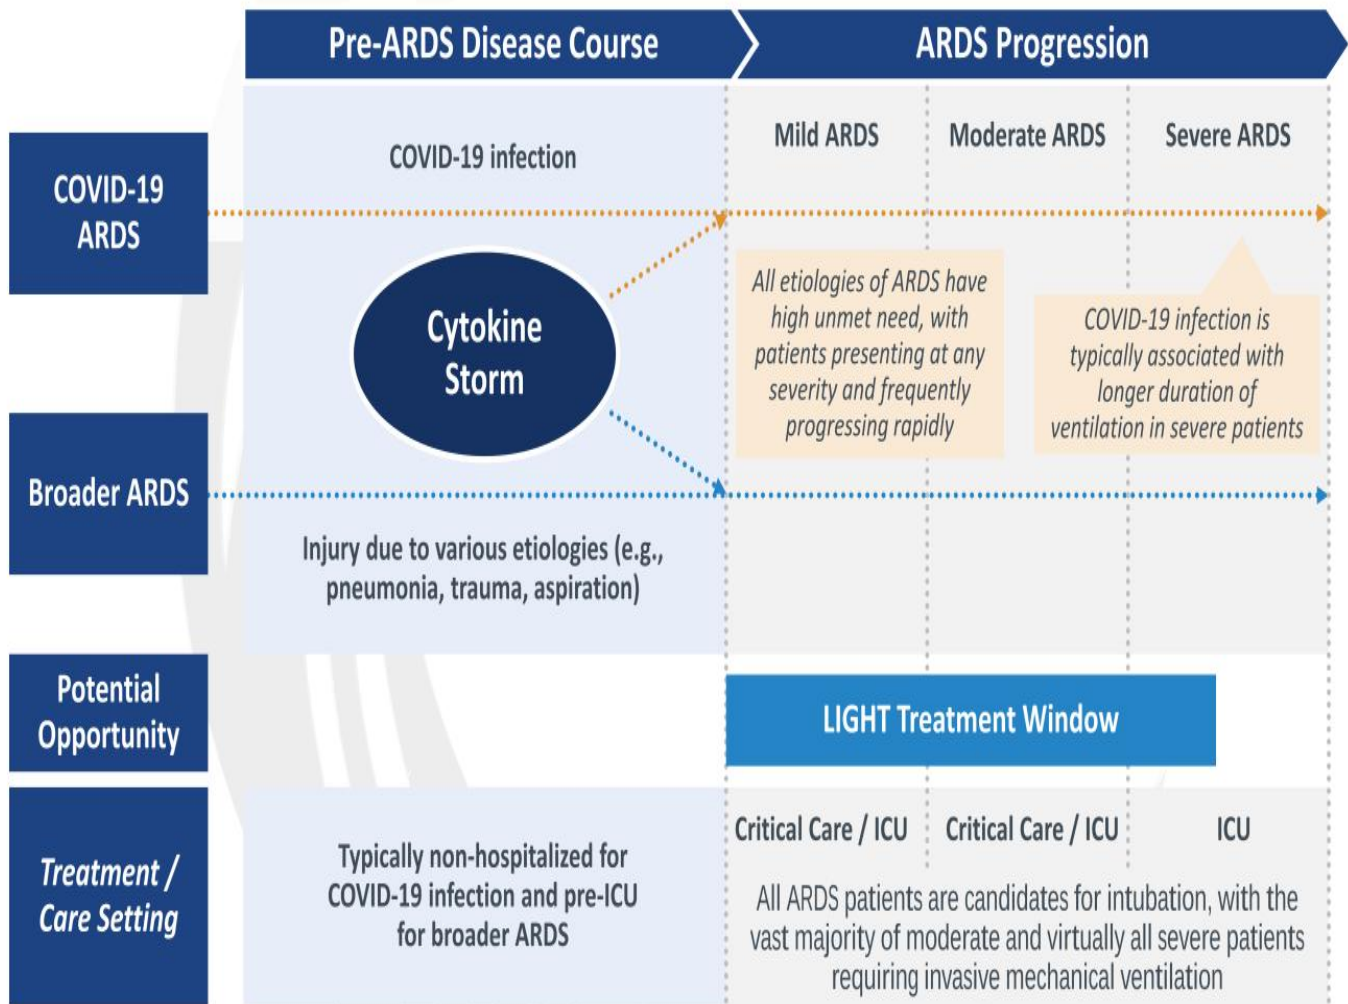 Pre-ARDS Disease Course
ARDS Progression
COVID-19
ARDS
COVID-19 infection
Mild ARDS
Moderate ARDS
Severe ARDS
Cytokine
Storm
All etiologies of ARDS have
high unmet need, with
patients presenting at any
severity and frequently
progressing rapidly
COVID-19 infection is
typically associated with
longer duration of
ventilation in severe patients
Broader ARDS
Injury due to various etiologies (e.g.,
pneumonia, trauma, aspiration)
Potential
Opportunity
LIGHT Treatment Window
Treatment /
Care Setting
Typically non-hospitalized for
COVID-19 infection and pre-ICU
for broader ARDS
Critical Care / ICU
Critical Care / ICU
ICU
All ARDS patients are candidates for intubation, with the
vast majority of moderate and virtually all severe patients
requiring invasive mechanical ventilation